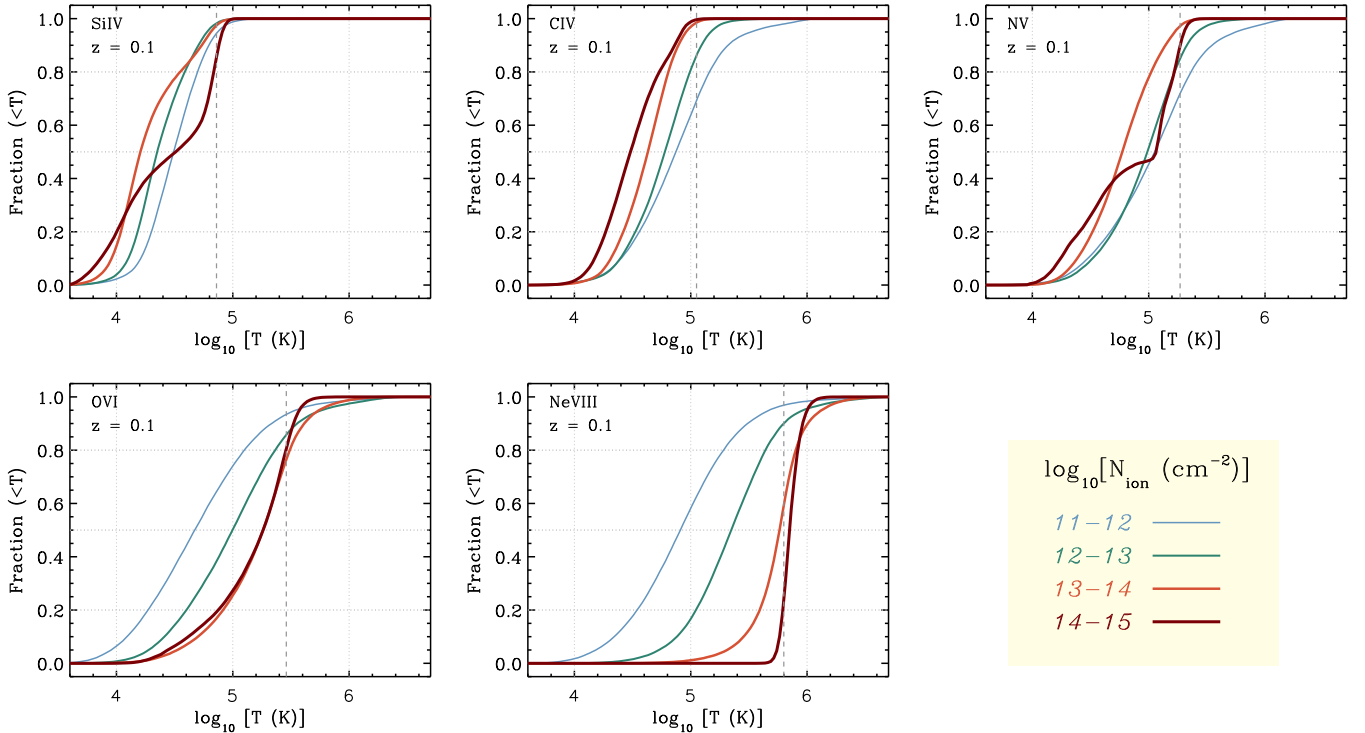 SiIV
z = 0.1
Fraction (<T)
1.0
0.8
0.6
0.4
0.2
0.0
4 5 6
log10 [T (K)]
CIV
z = 0.1
Fraction (<T)
1.0
0.8
0.6
0.4
0.2
0.0
4 5 6
log10 [T (K)]
NV
z = 0.1
Fraction (<T)
1.0
0.8
0.6
0.4
0.2
0.0
4 5 6
log10 [T (K)]
OVI
z = 0.1
Fraction (<T)
1.0
0.8
0.6
0.4
0.2
0.0
4 5 6
log10 [T (K)]
NeVIII
z = 0.1
Fraction (<T)
1.0
0.8
0.6
0.4
0.2
0.0
4 5 6
log10 [T (K)]
log10[Nion (cm−2)]
11−12
12−13
13−14
14−15